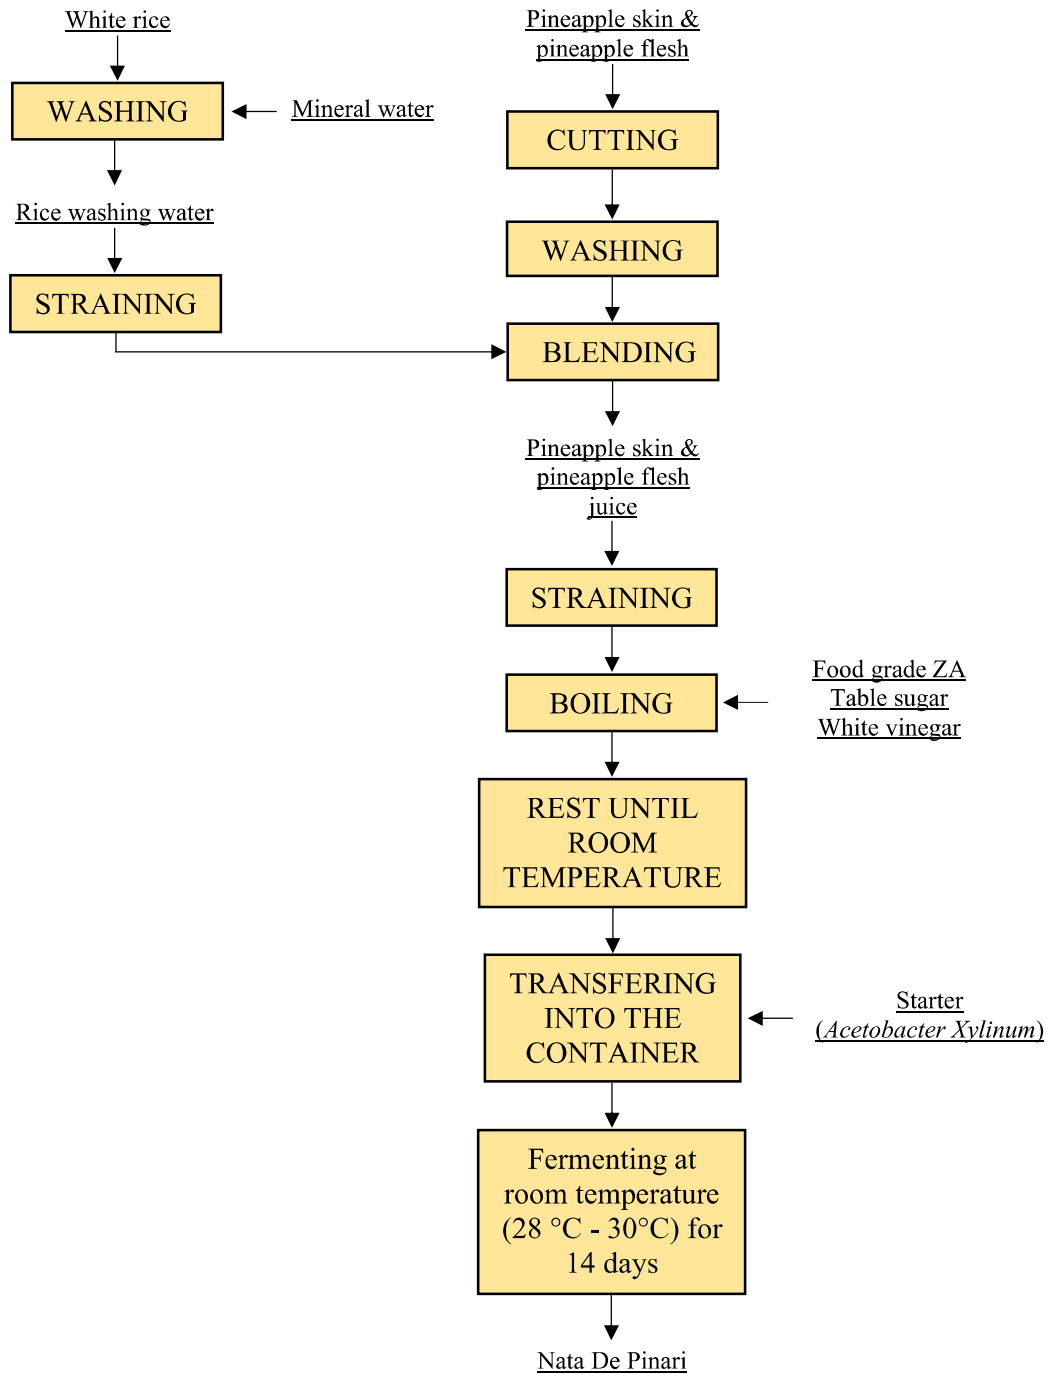 White rice
WASHING
Mineral water
Rice washing water
STRAINING
Pineapple skin &
pineapple flesh
CUTTING
WASHING
BLENDING
Pineapple skin &
pineapple flesh
juice
STRAINING
BOILING
Food grade ZA
Table sugar
White vinegar
REST UNTIL
ROOM
TEMPERATURE
TRANSFERING
INTO THE
CONTAINER
Starter
(Acetobacter Xylinum)
Fermenting at
room temperature
(28 °C - 30°C) for
14 days
Nata De Pinari